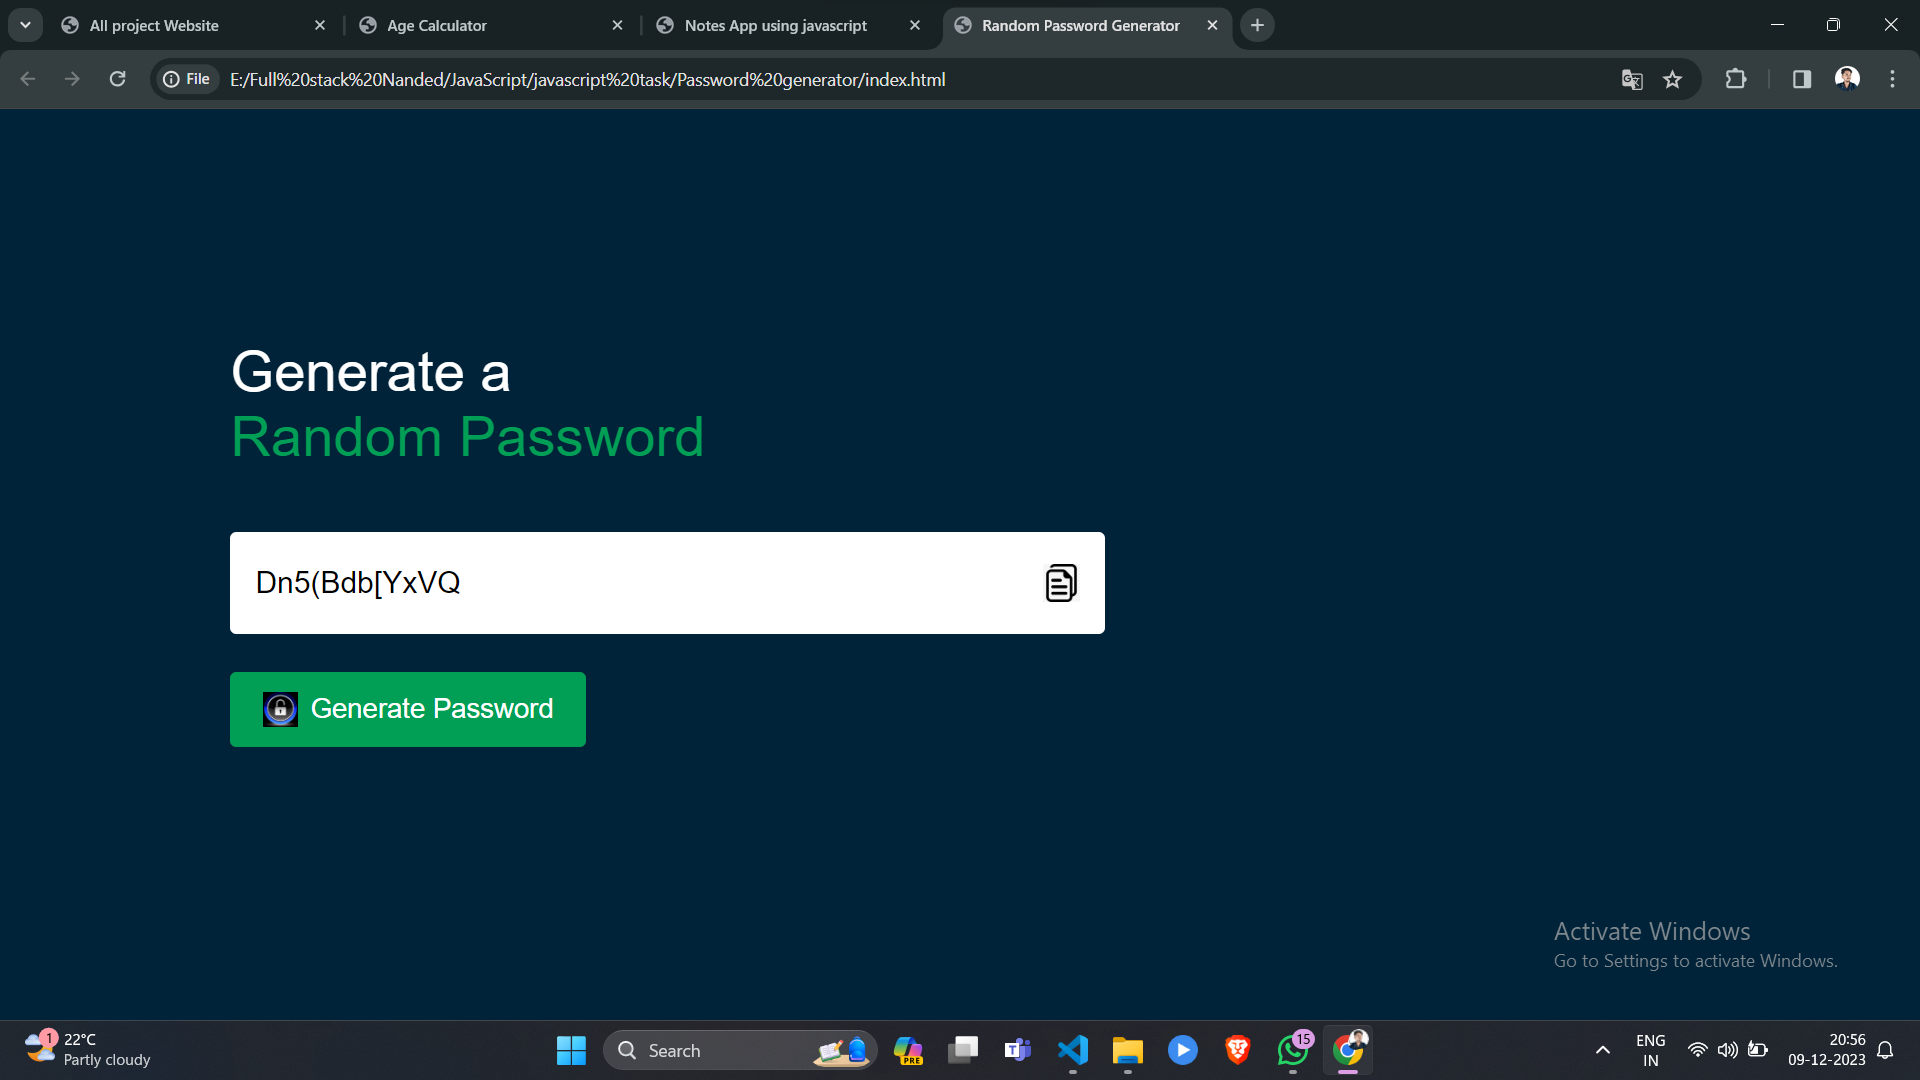 All project Website
Age Calculator
Notes App using javascript
Random Password Generator
File
E:/Full%20stack%20Nanded/JavaScript/javascript%20task/Password%20generator/index.html
Generate a
Random Password
Dn5(Bdb[YxVQ
Generate Password
Activate Windows
Go to Settings to activate Windows.
1
22°C
Partly cloudy
Search
PRE
T
15
ENG
IN
20:56
09-12-2023